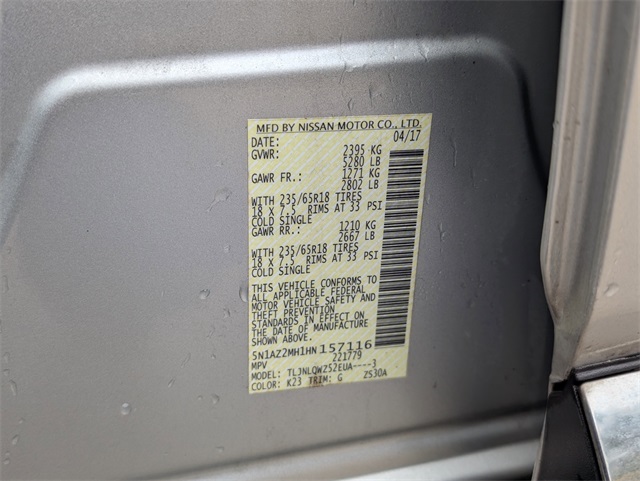 MFD BY NISSAN MOTOR CO., LTD.
DATE: 04/17
GVWR: 2395 KG
5280 LB
GAWR FR.: 1271 KG
2802 LB
WITH 235/65R18 TIRES
18 X 7.5 RIMS AT 33 PSI
COLD SINGLE
GAWR RR.: 1210 KG
2667 LB
WITH 235/65R18 TIRES
18 X 7.5 RIMS AT 33 PSI
COLD SINGLE
THIS VEHICLE CONFORMS TO
ALL APPLICABLE FEDERAL
MOTOR VEHICLE SAFETY AND
THEFT PREVENTION
STANDARDS IN EFFECT ON
THE DATE OF MANUFACTURE
SHOWN ABOVE.
5N1AZ2MH1HN157116
MPV 221779
MODEL: TLJNLQWZ52EUA----3
COLOR: K23 TRIM: G Z530A